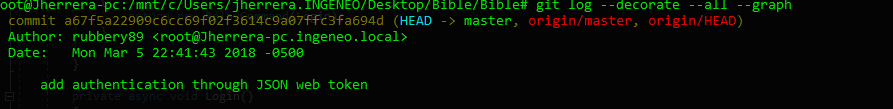 root@Jherrera-pc:/mnt/c/Users/jherrera.INGENEO/Desktop/Bible/Bible# git log --decorate --all --graph
commit a67f5a22909c6cc69f02f3614c9a07ffc3fa694d (HEAD -> master, origin/master, origin/HEAD)
Author: rubbery89 <rubbery89@Jherrera-pc.ingeneo.local>
Date:   Mon Mar 5 22:41:43 2018 -0500
}
    add authentication through JSON web token
private async void Login()